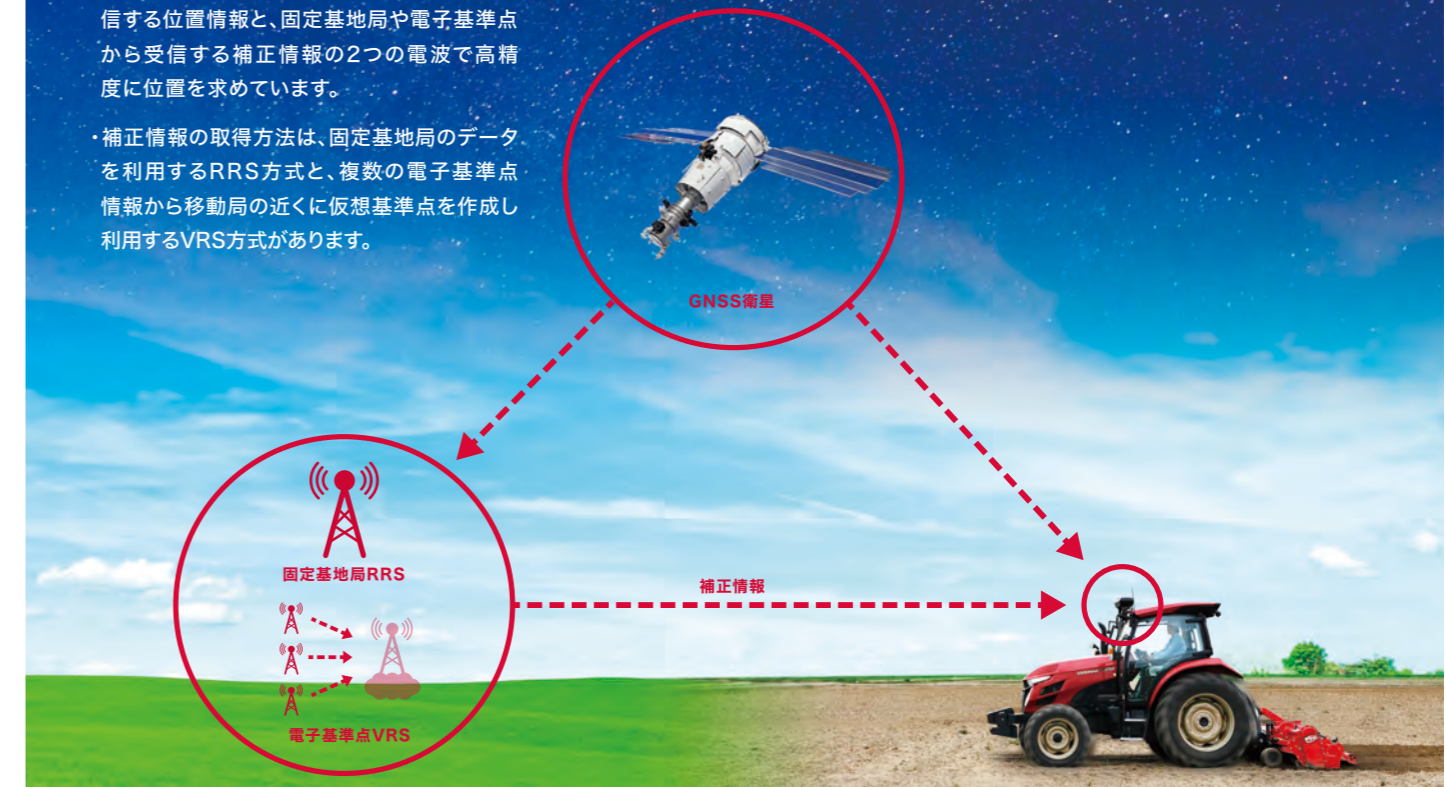 信する位置情報と、固定基地局や電子基準点
から受信する補正情報の2つの電波で高精
度に位置を求めています。
・補正情報の取得方法は、固定基地局のデータ
を利用するRRS方式と、複数の電子基準点
情報から移動局の近くに仮想基準点を作成し
利用するVRS方式があります。
GNSS衛星
固定基地局RRS
補正情報
電子基準点VRS